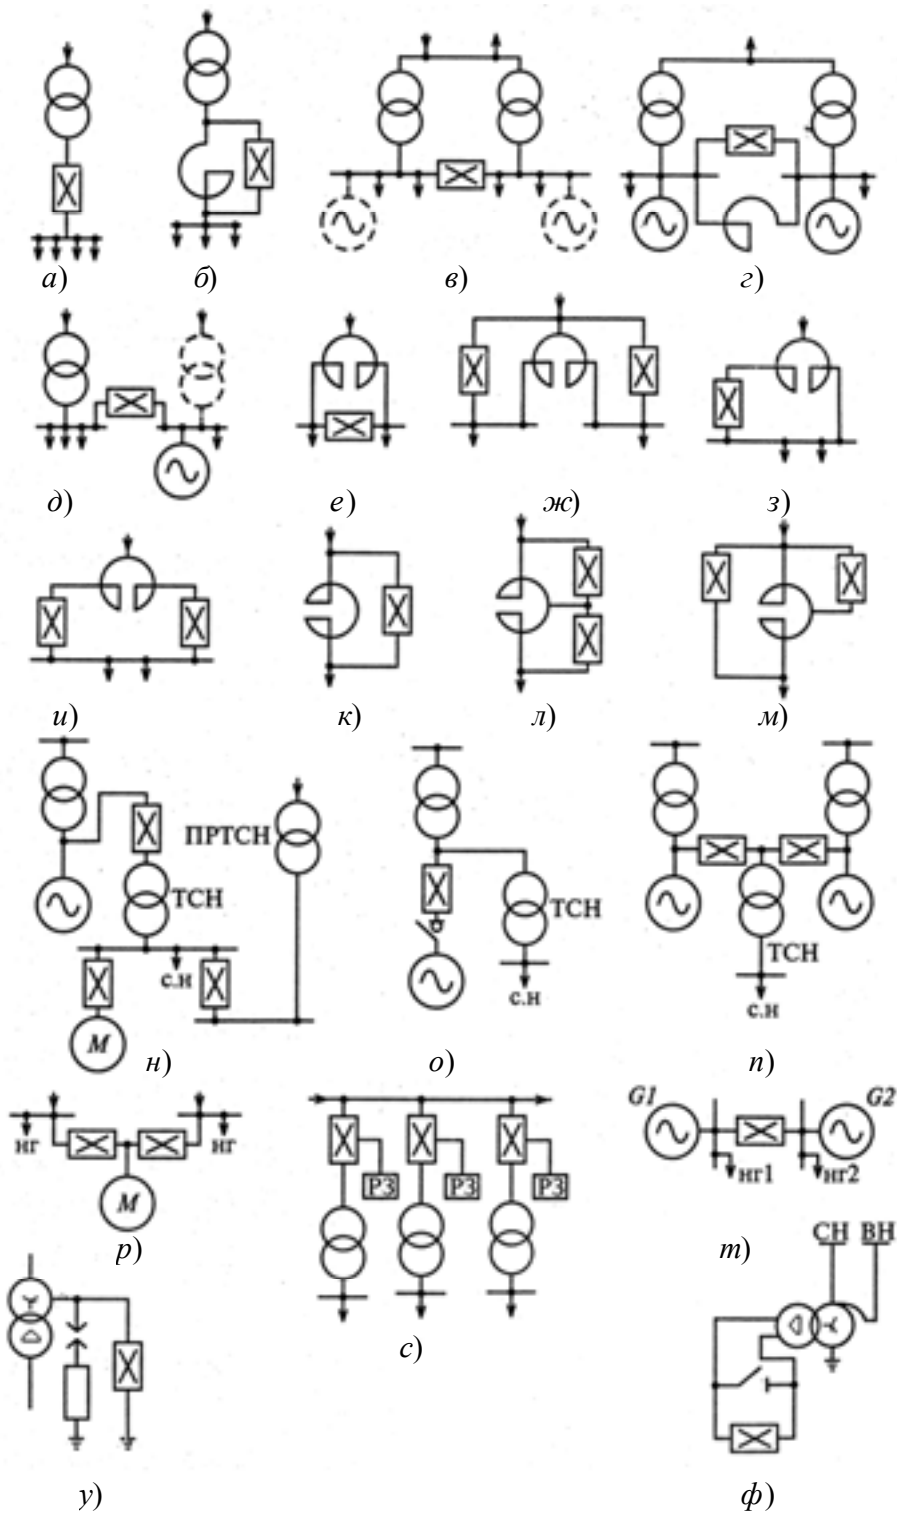 а) б) в) г)
д) е) ж) з)
и) к) л) м)
ПРТСН
ТСН
ТСН
ТСН
с.н
с.н
с.н
М
н) о) п)
G1 G2
нг нг
РЗ РЗ РЗ
нг1 нг2
М
р) т)
СН ВН
с)
у) ф)